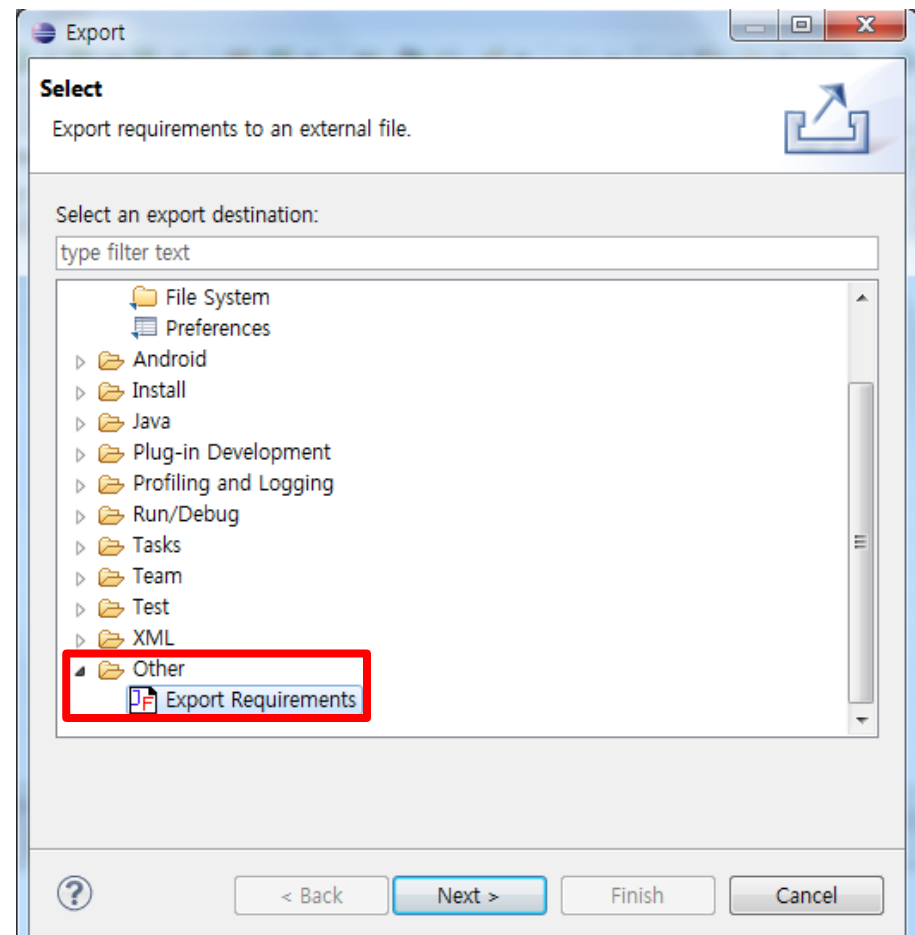 Export
Select
Export requirements to an external file.
Select an export destination:
type filter text
File System
Preferences
Android
Install
Java
Plug-in Development
Profiling and Logging
Run/Debug
Tasks
Team
Test
XML
Other
JF Export Requirements
? < Back Next > Finish Cancel